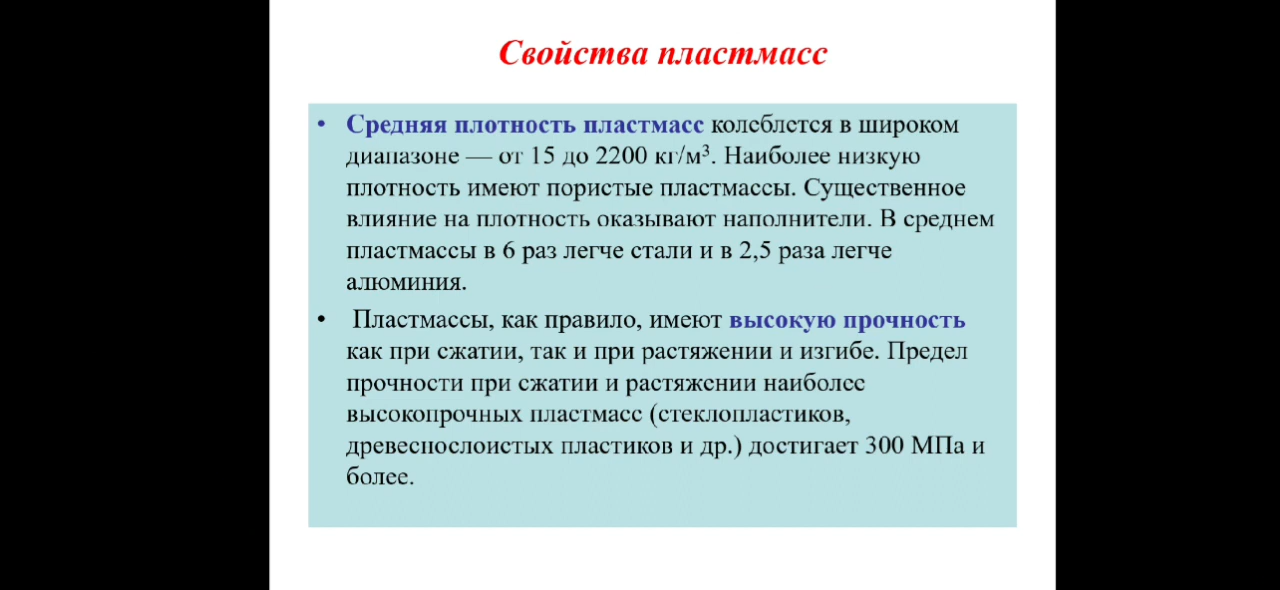 Свойства пластмасс
• Средняя плотность пластмасс колеблется в широком
диапазоне — от 15 до 2200 кг/м³. Наиболее низкую
плотность имеют пористые пластмассы. Существенное
влияние на плотность оказывают наполнители. В среднем
пластмассы в 6 раз легче стали и в 2,5 раза легче
алюминия.
• Пластмассы, как правило, имеют высокую прочность
как при сжатии, так и при растяжении и изгибе. Предел
прочности при сжатии и растяжении наиболее
высокопрочных пластмасс (стеклопластиков,
древеснослоистых пластиков и др.) достигает 300 МПа и
более.